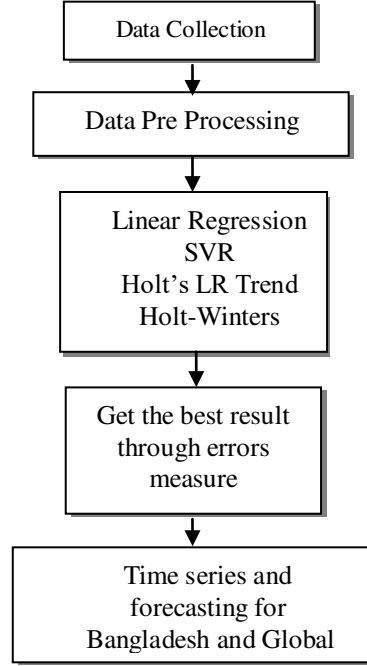 Data Collection
Data Pre Processing
Linear Regression
SVR
Holt's LR Trend
Holt-Winters
Get the best result
through errors
measure
Time series and
forecasting for
Bangladesh and Global